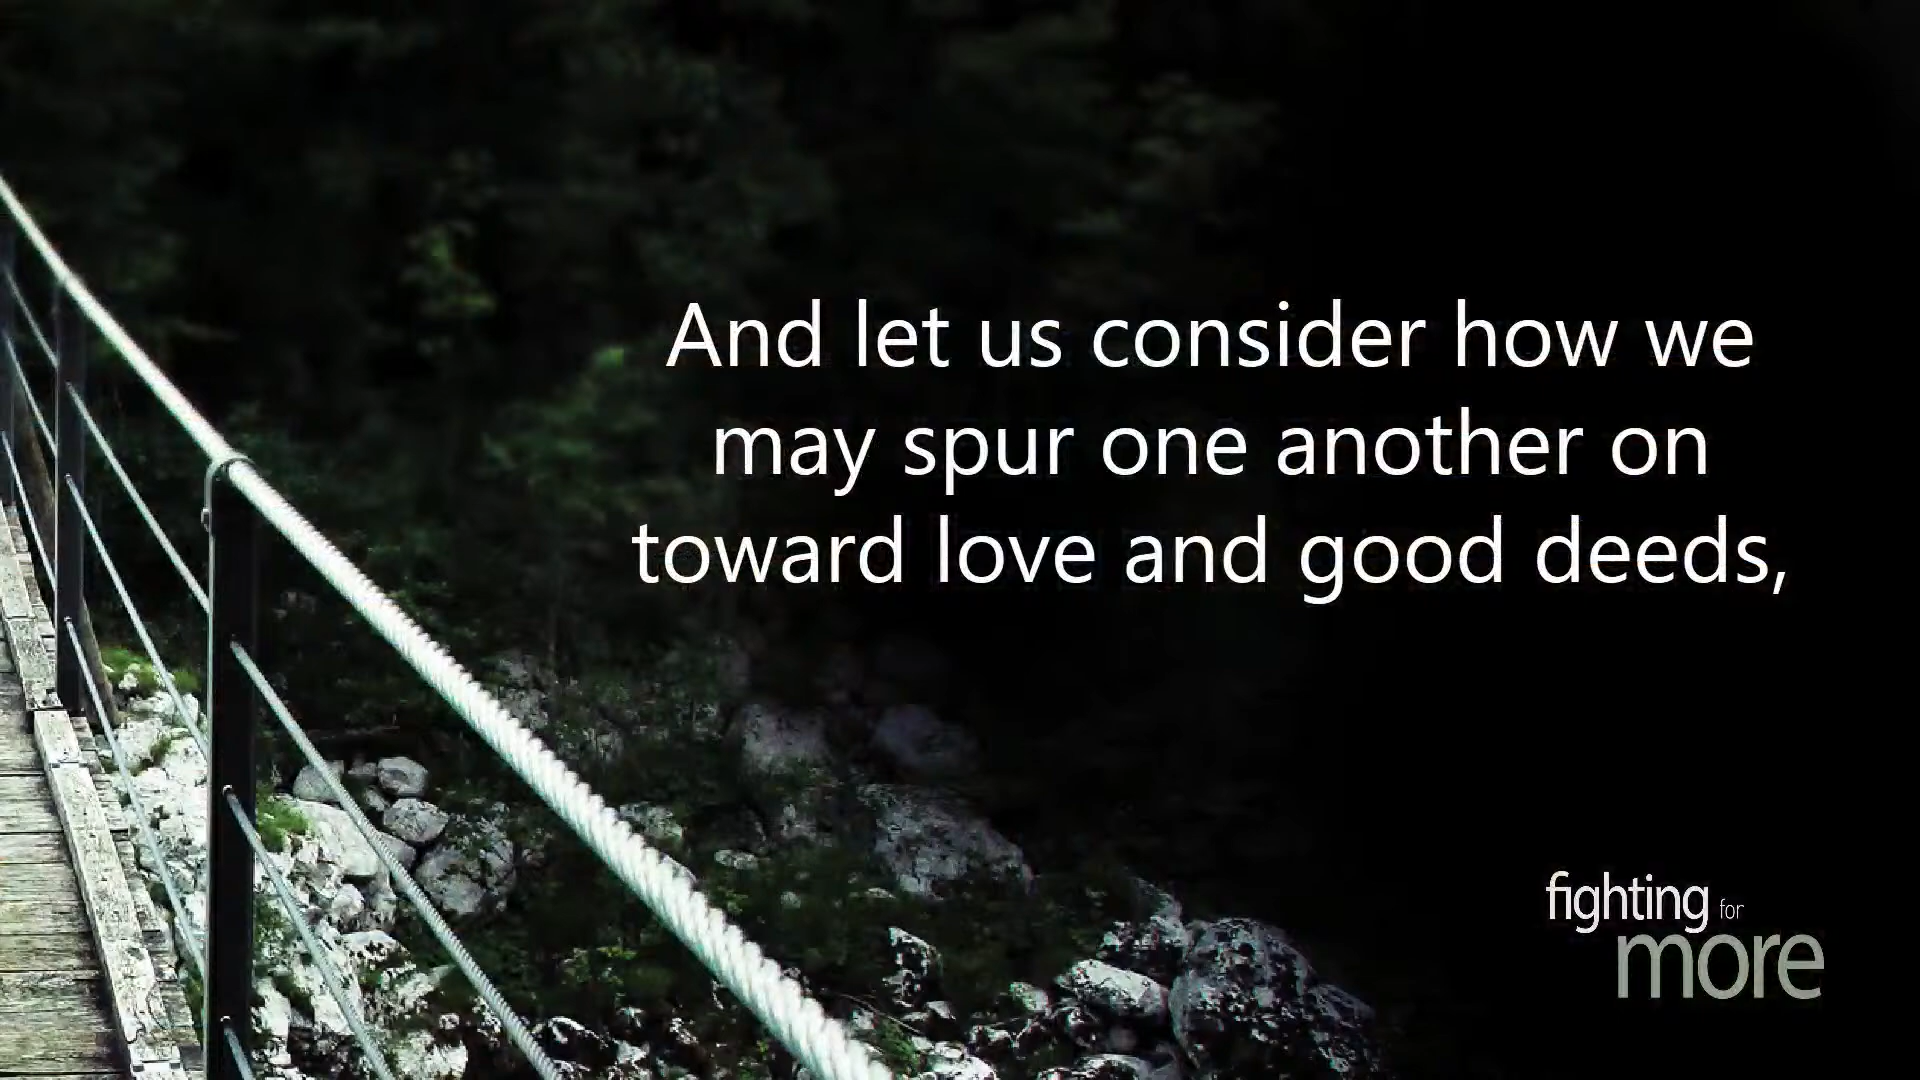 And let us consider how we
may spur one another on
toward love and good deeds,
fighting for
more